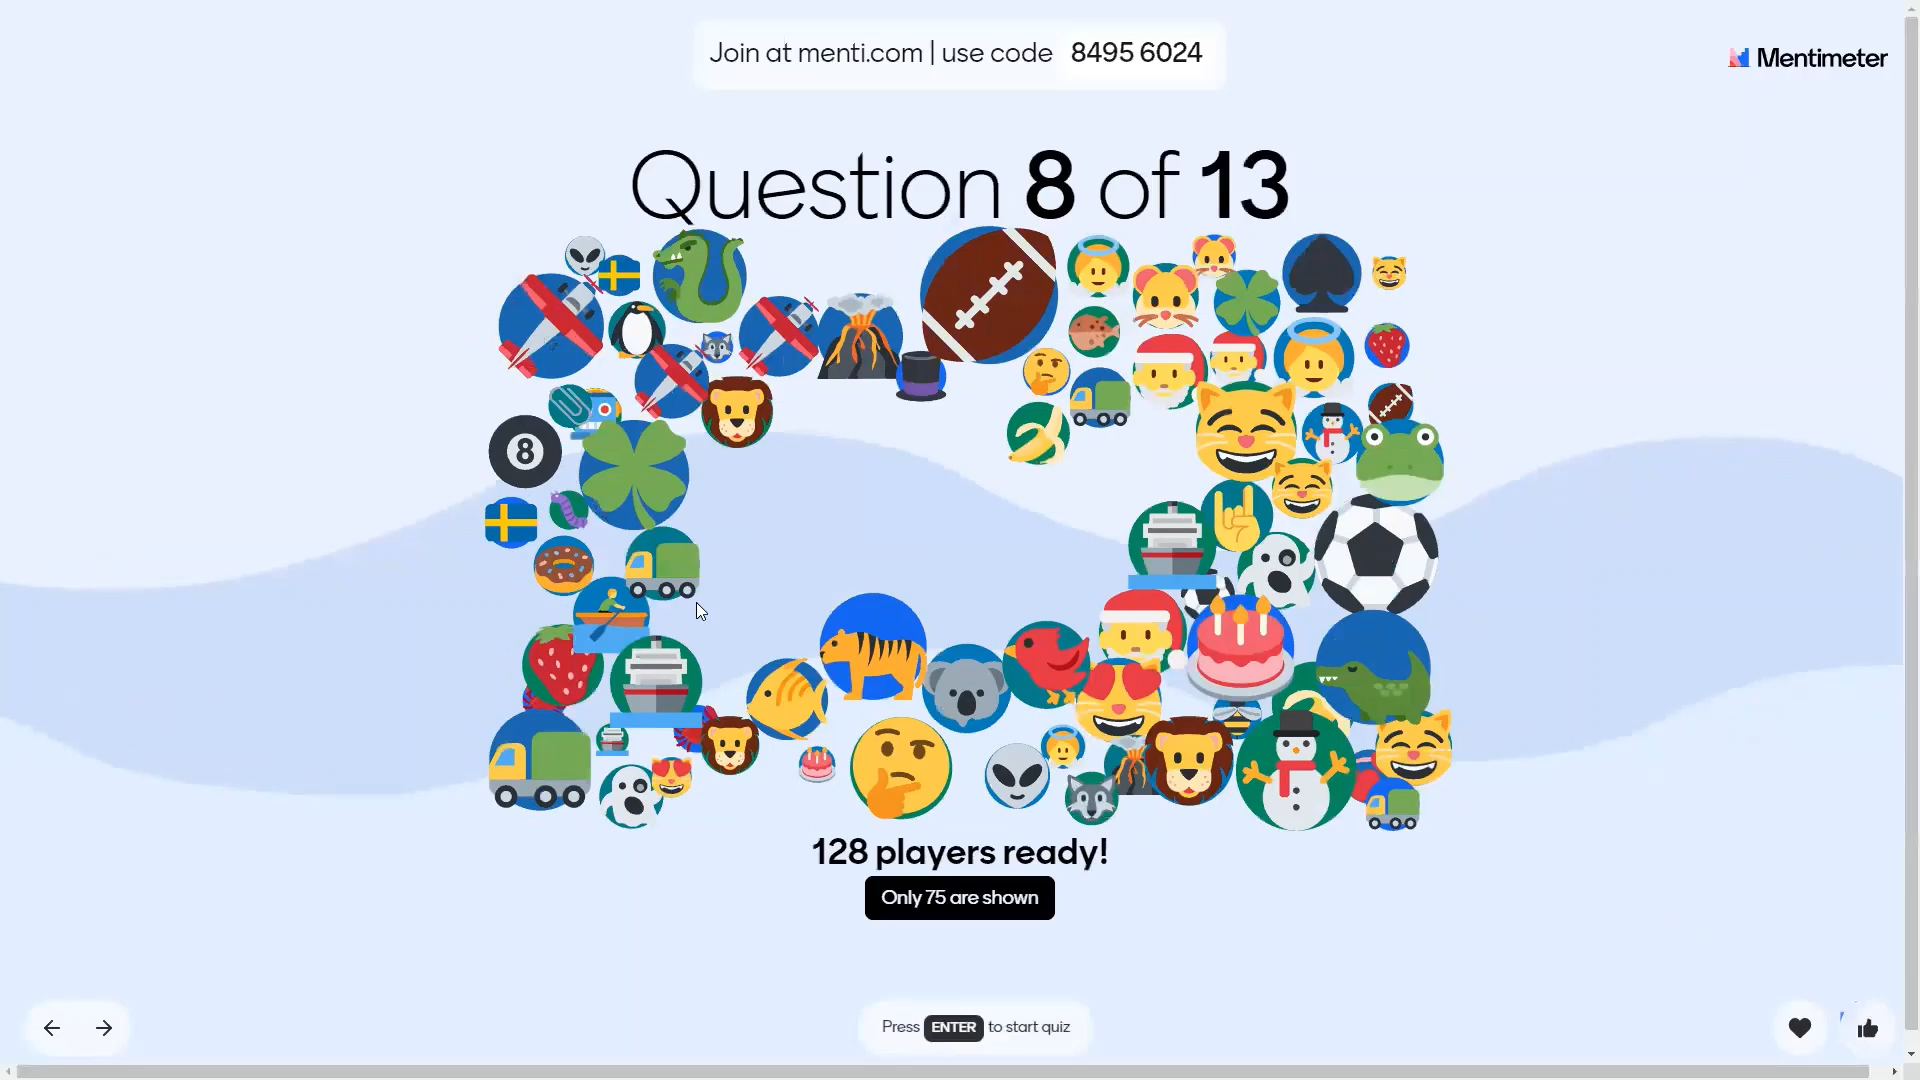 Join at menti.com | use code 8495 6024
Mentimeter
Question 8 of 13
8
128 players ready!
Only 75 are shown
Press ENTER to start quiz